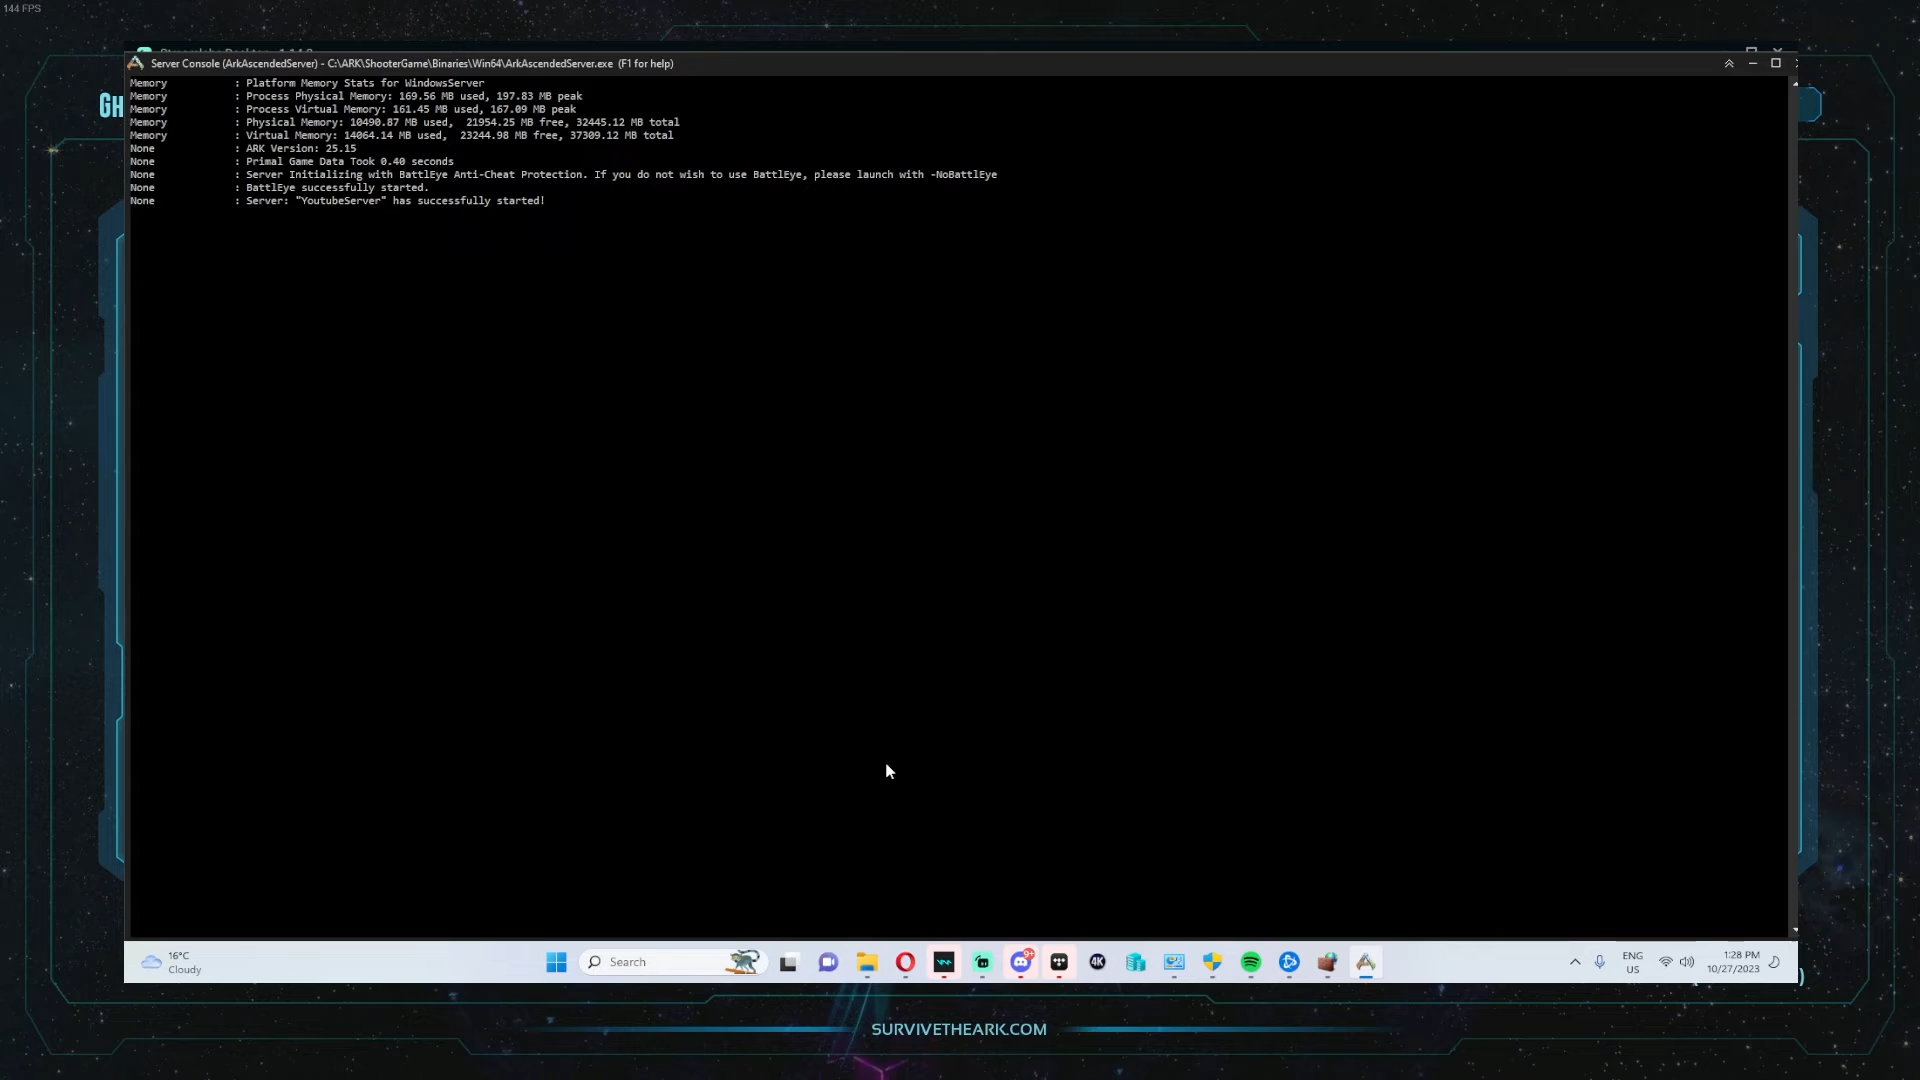 144 FPS
Server Console (ArkAscendedServer) - C:\ARK\ShooterGame\Binaries\Win64\ArkAscendedServer.exe (F1 for help)
GH
Memory : Platform Memory Stats for WindowsServer
Memory : Process Physical Memory: 169.56 MB used, 197.83 MB peak
Memory : Process Virtual Memory: 161.45 MB used, 167.09 MB peak
Memory : Physical Memory: 10490.87 MB used, 21954.25 MB free, 32445.12 MB total
Memory : Virtual Memory: 14064.14 MB used, 23244.98 MB free, 37309.12 MB total
None : ARK Version: 25.15
None : Primal Game Data Took 0.40 seconds
None : Server Initializing with BattlEye Anti-Cheat Protection. If you do not wish to use BattlEye, please launch with -NoBattlEye
None : BattlEye successfully started.
None : Server: "YoutubeServer" has successfully started!
16°C
Cloudy
Search
9+
4K
ENG
US
1:28 PM
10/27/2023
SURVIVETHEARK.COM